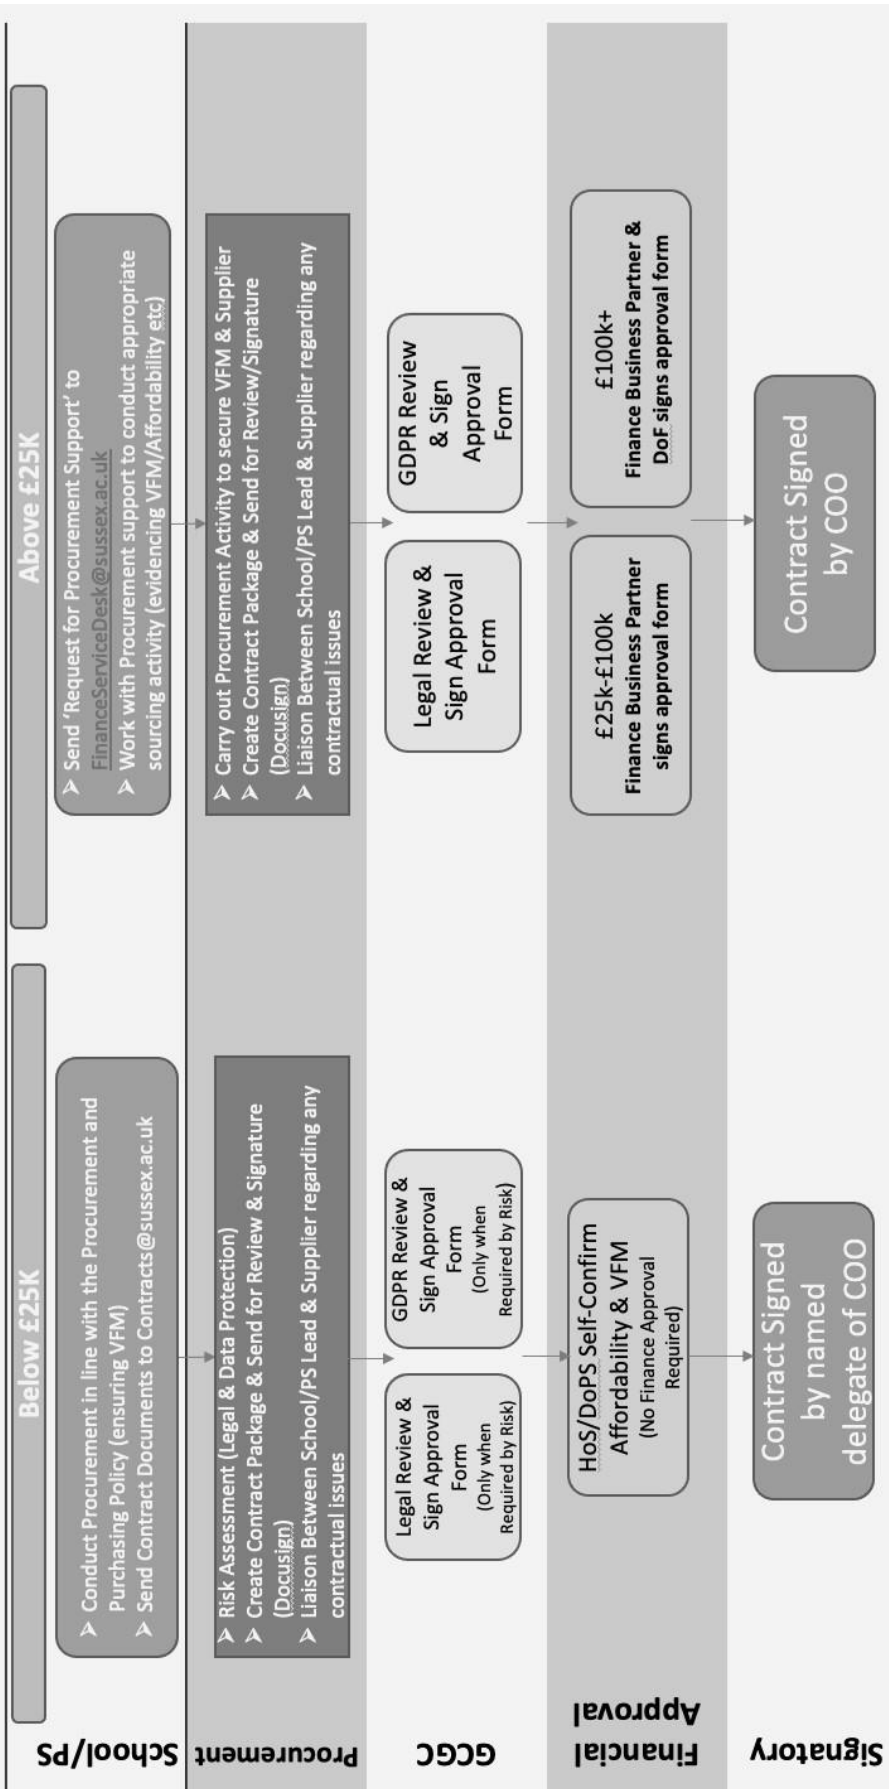 Below £25K
Above £25K
School/PS
➢ Conduct Procurement in line with the Procurement and
Purchasing Policy (ensuring VFM)
➢ Send Contract Documents to Contracts@sussex.ac.uk
➢ Send ‘Request for Procurement Support’ to
FinanceServiceDesk@sussex.ac.uk
➢ Work with Procurement support to conduct appropriate
sourcing activity (evidencing VFM/Affordability etc)
Procurement
➢ Risk Assessment (Legal & Data Protection)
➢ Create Contract Package & Send for Review & Signature
(Docusign)
➢ Liaison Between School/PS Lead & Supplier regarding any
contractual issues
➢ Carry out Procurement Activity to secure VFM & Supplier
➢ Create Contract Package & Send for Review/Signature
(Docusign)
➢ Liaison Between School/PS Lead & Supplier regarding any
contractual issues
GCGC
Legal Review &
Sign Approval
Form
(Only when
Required by Risk)
GDPR Review &
Sign Approval
Form
(Only when
Required by Risk)
Legal Review &
Sign Approval
Form
GDPR Review
& Sign
Approval
Form
Financial
Approval
HoS/DoPS Self-Confirm
Affordability & VFM
(No Finance Approval
Required)
£25k-£100k
Finance Business Partner
signs approval form
£100k+
Finance Business Partner &
DoF signs approval form
Signatory
Contract Signed
by named
delegate of COO
Contract Signed
by COO